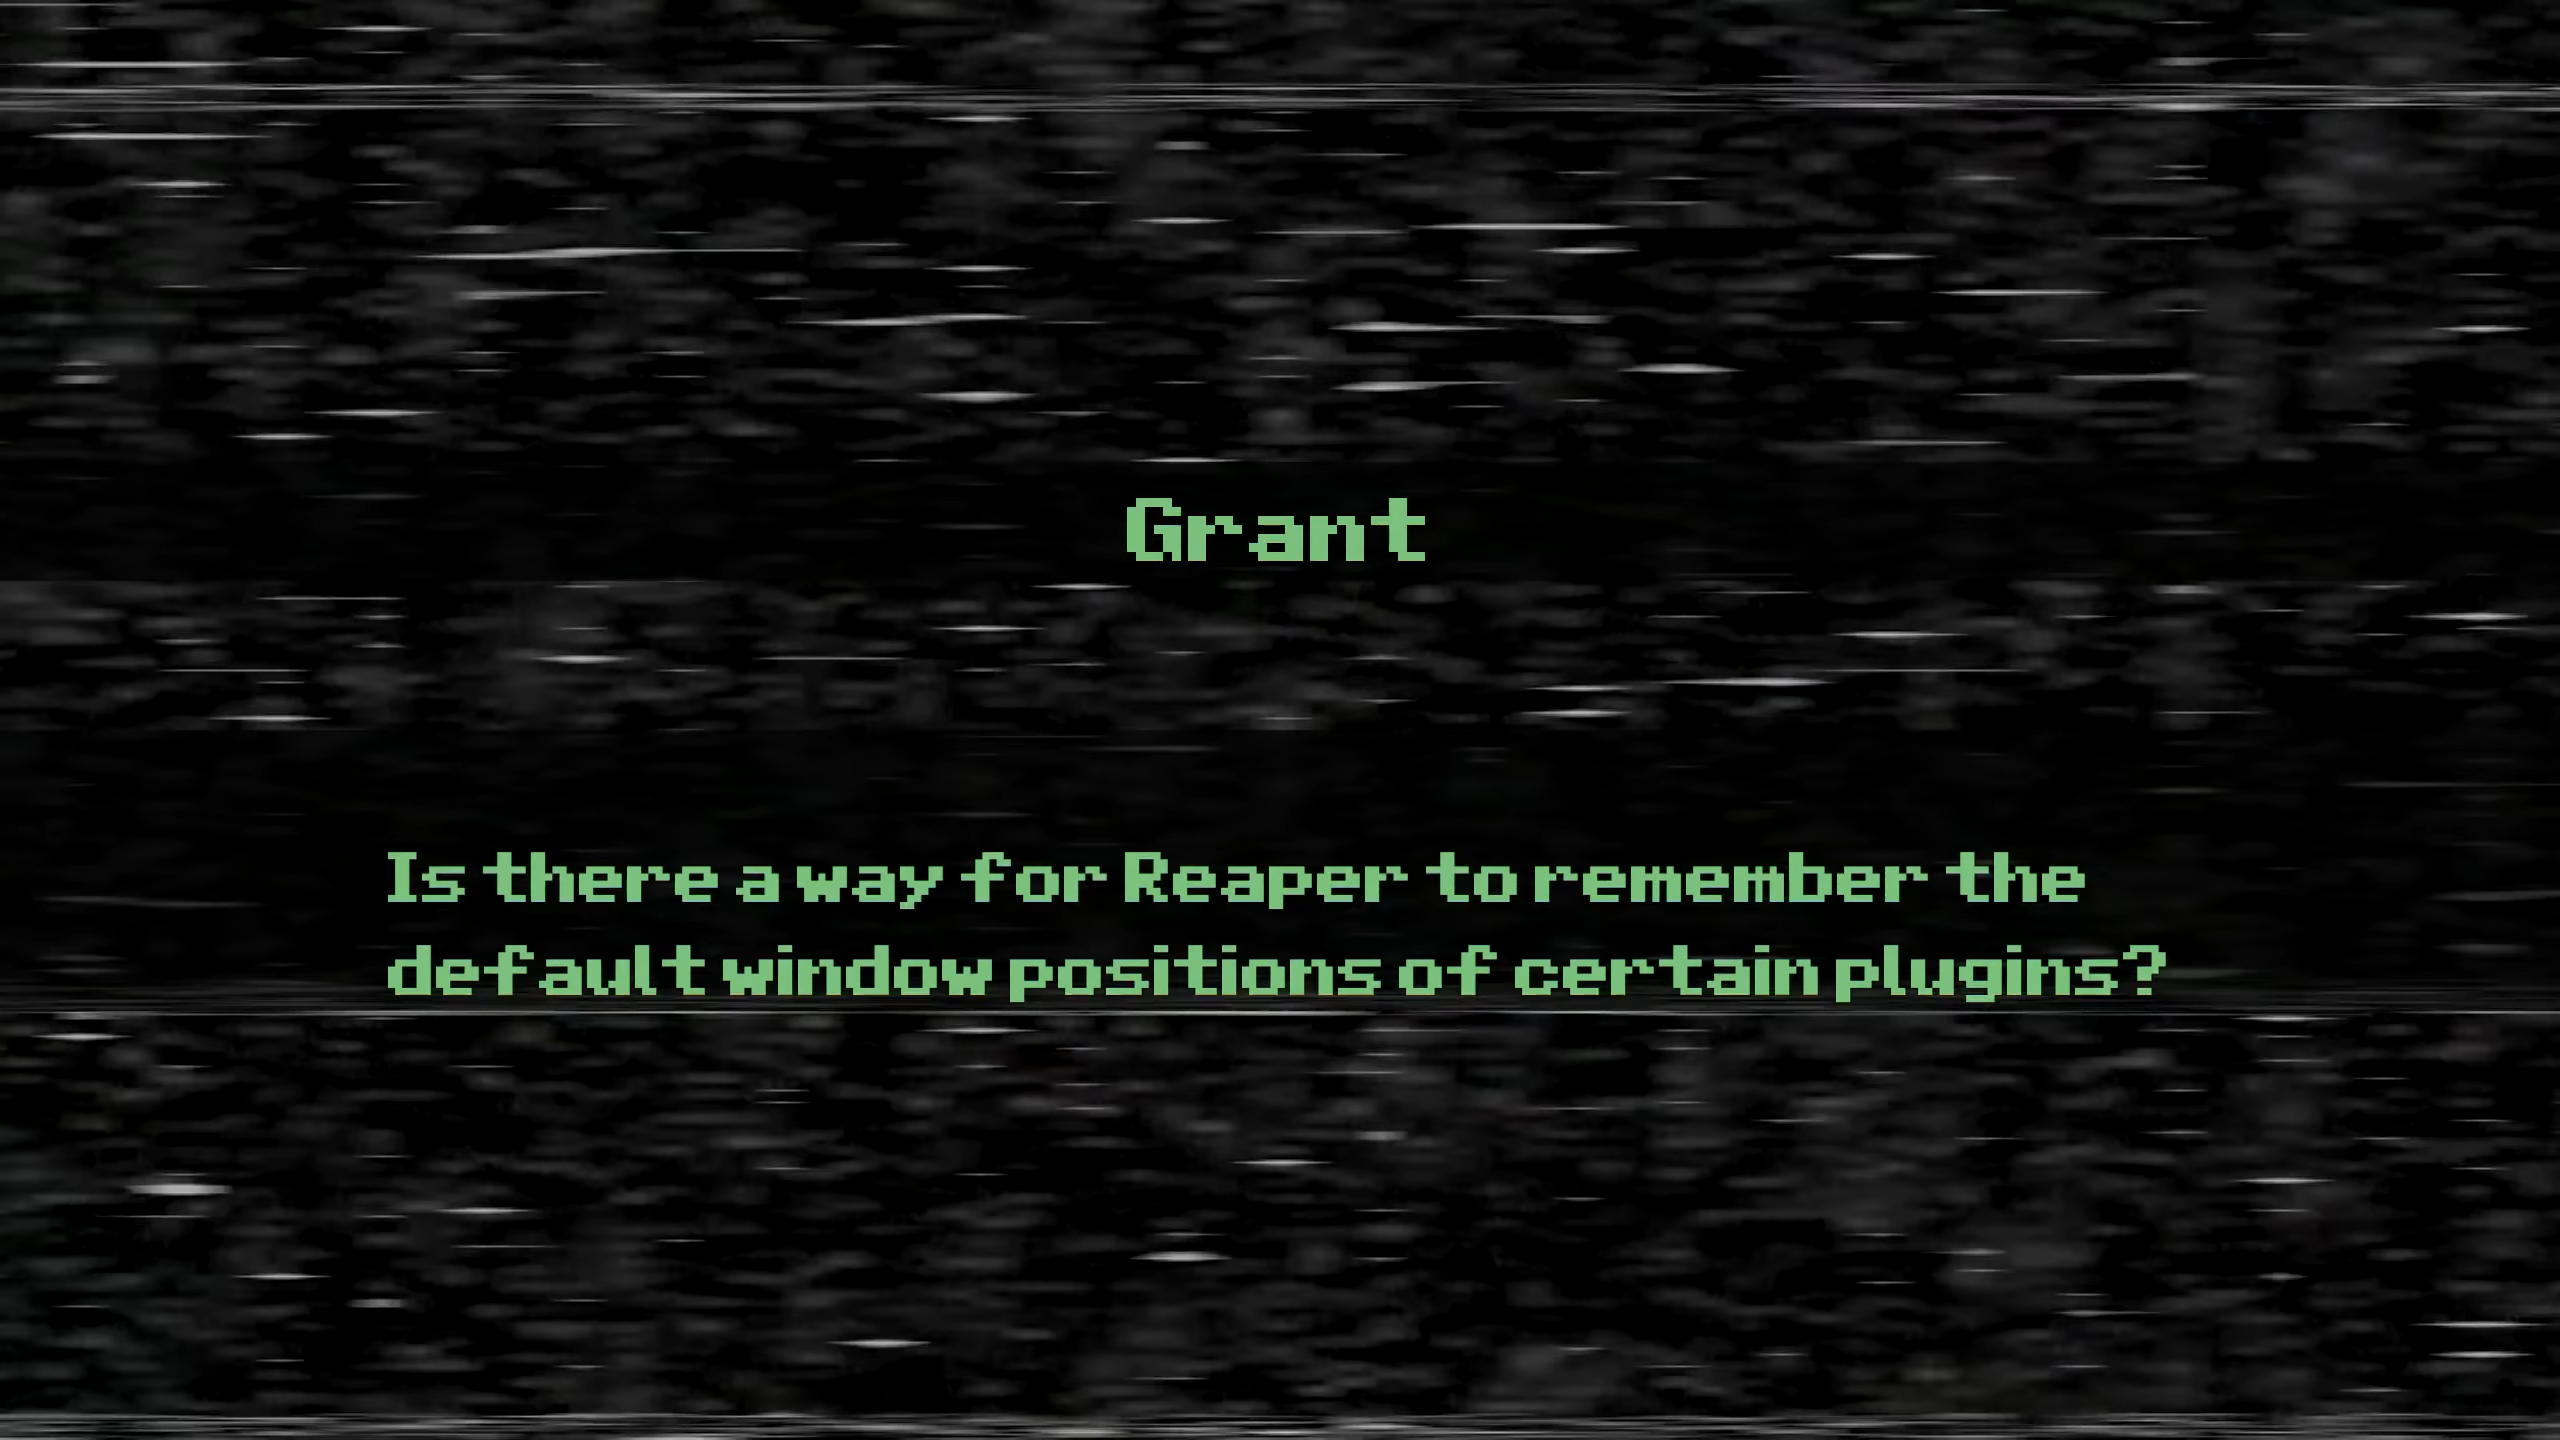 Grant
Is there a way for Reaper to remember the
default window positions of certain plugins?